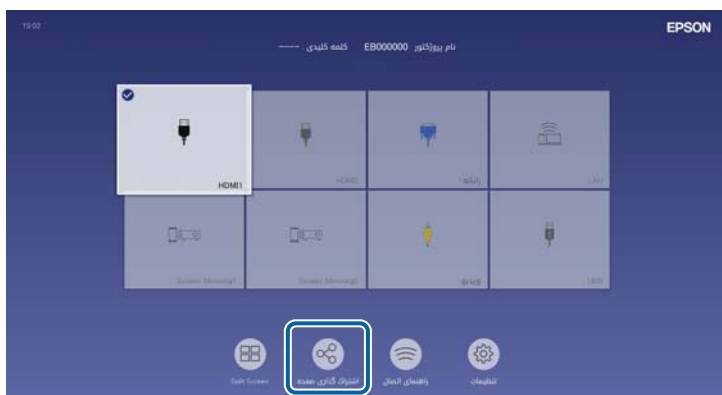 19:00
EPSON
نام پروژکتور EB000000 کلمه کلیدی ----
HDMI1
HDMI2
رایانه1
LAN
Screen Mirroring1
Screen Mirroring2
ویدیو
USB
Split Screen
اشتراک گذاری صفحه
راهنمای اتصال
تنظیمات